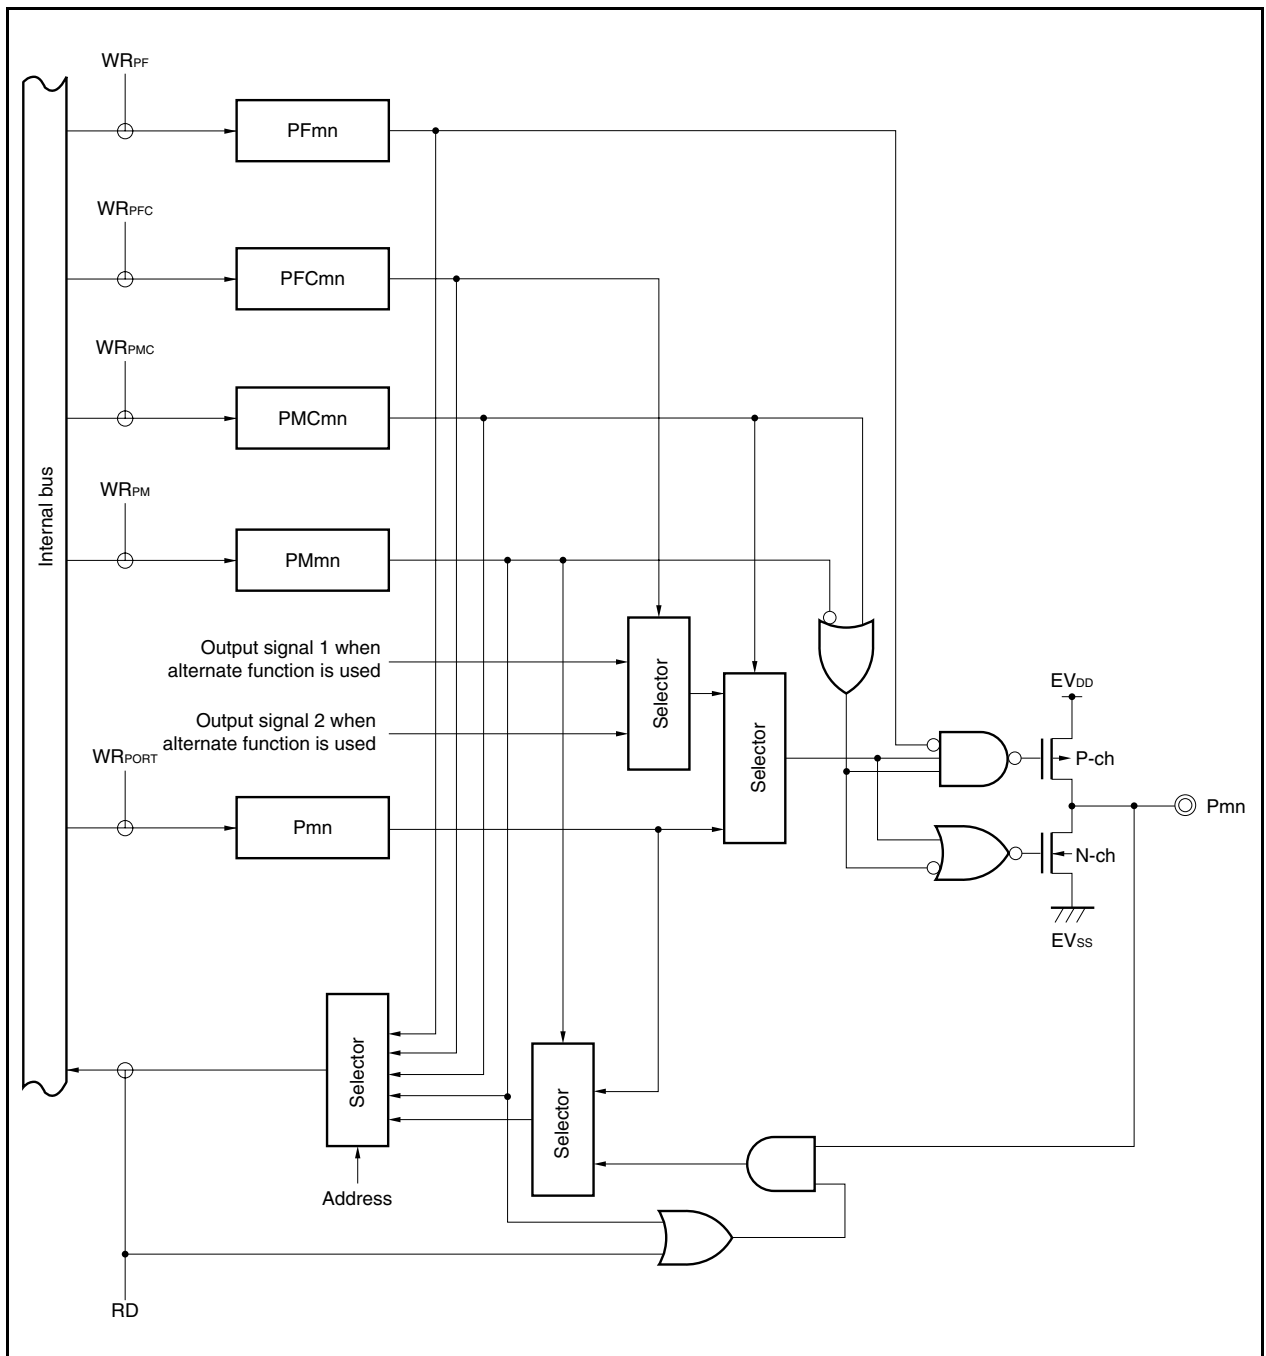 WRPF
PFmn
WRPFC
PFCmn
WRPMC
PMCmn
Internal bus
WRPM
PMmn
Output signal 1 when
alternate function is used
Selector
Output signal 2 when
alternate function is used
Selector
EVDD
P-ch
WRPORT
Pmn
Pmn
N-ch
EVSS
Selector
Selector
Address
RD